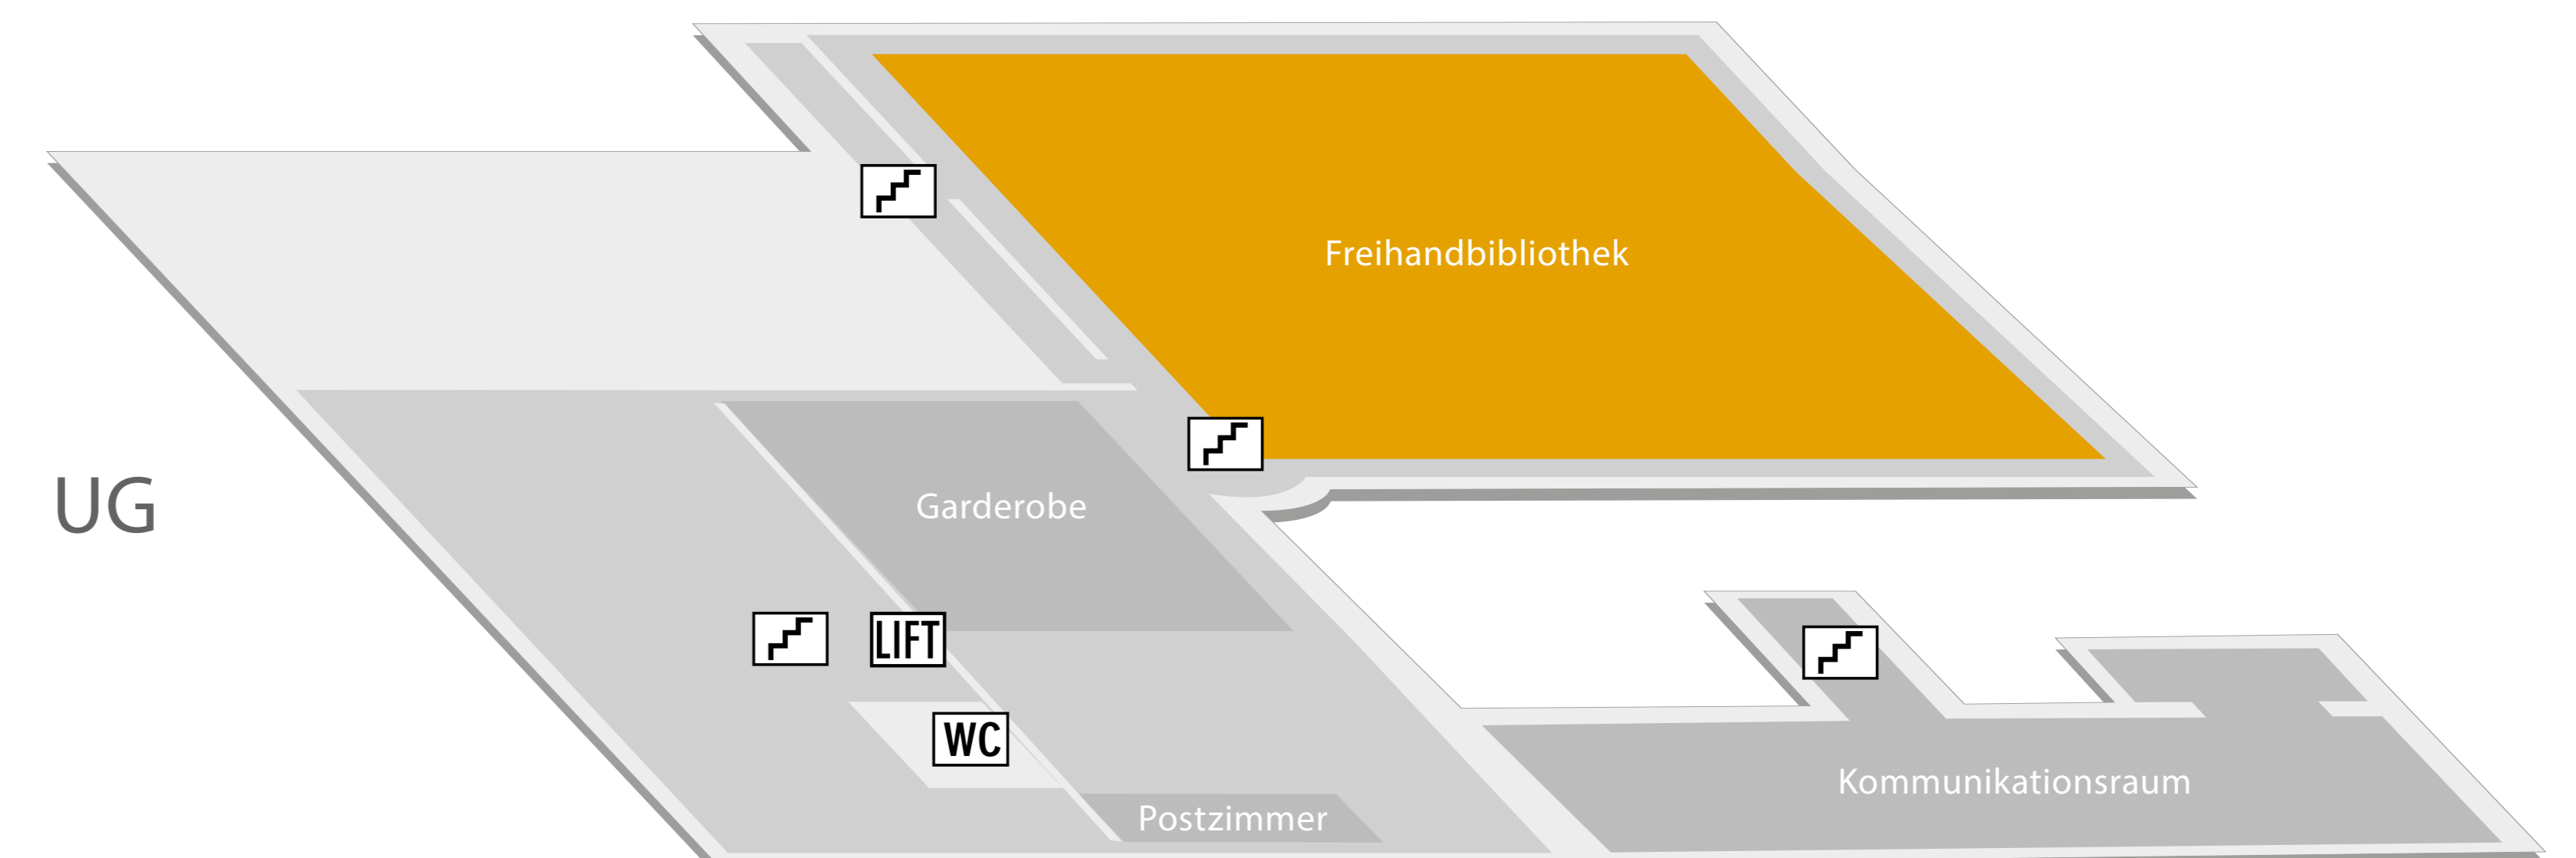 Freihandbibliothek
UG
Garderobe
LIFT
WC
Kommunikationsraum
Postzimmer